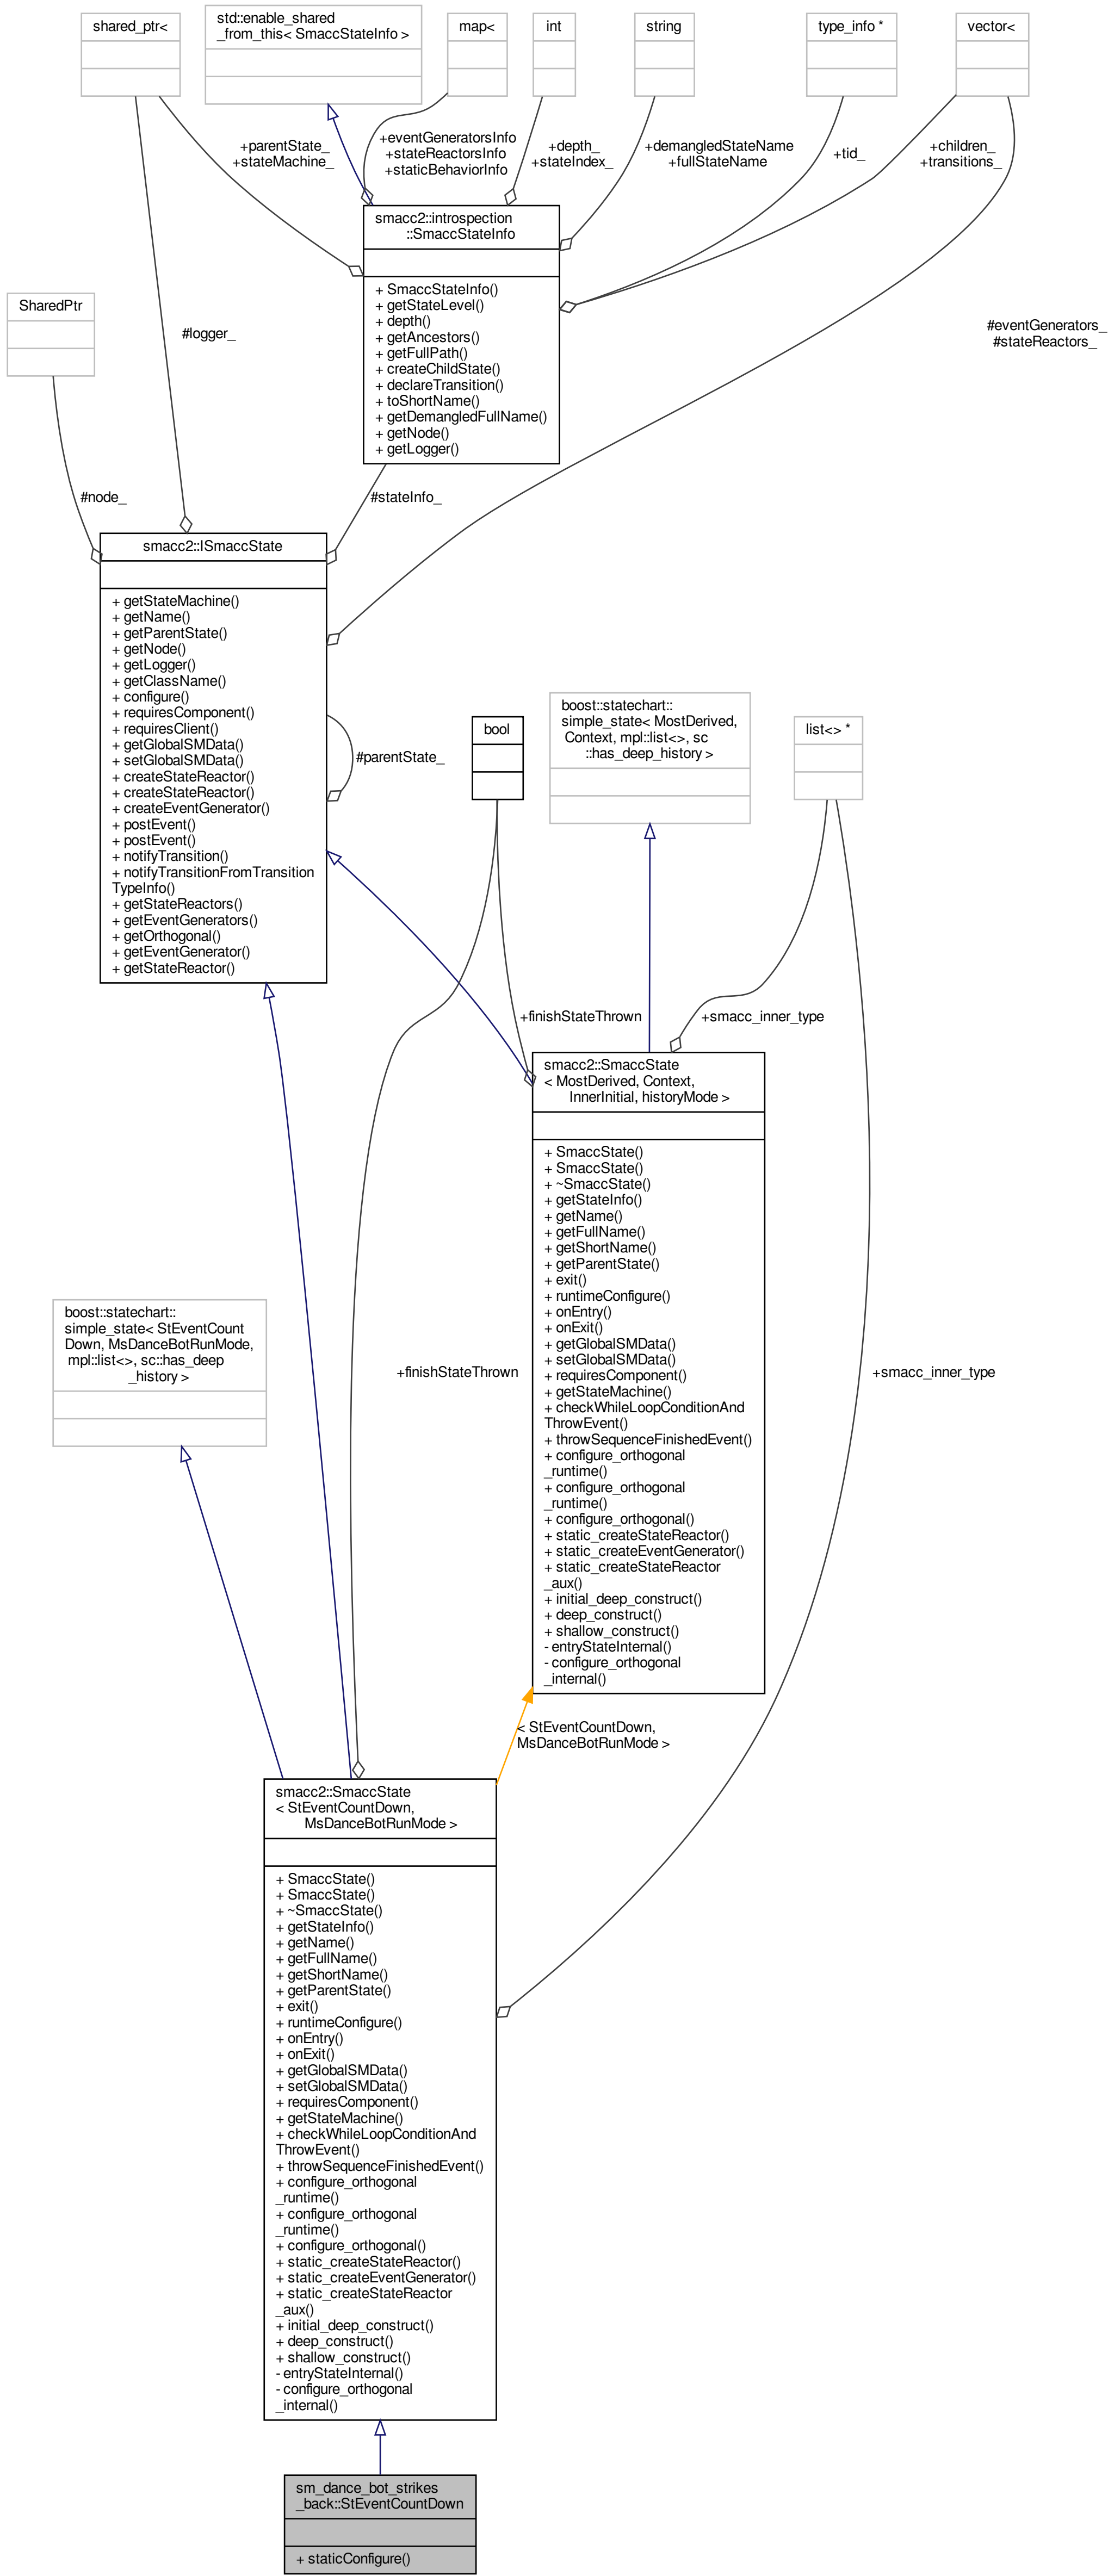 shared_ptr<
std::enable_shared
_from_this< SmaccStateInfo >
map<
int
string
type_info *
vector<
+parentState_
+stateMachine_
+eventGeneratorsInfo
+stateReactorsInfo
+staticBehaviorInfo
+depth_
+stateIndex_
+demangledStateName
+fullStateName
+tid_
+children_
+transitions_
smacc2::introspection
::SmaccStateInfo
+ SmaccStateInfo()
+ getStateLevel()
+ depth()
+ getAncestors()
+ getFullPath()
+ createChildState()
+ declareTransition()
+ toShortName()
+ getDemangledFullName()
+ getNode()
+ getLogger()
SharedPtr
#logger_
#eventGenerators_
#stateReactors_
#node_
#stateInfo_
smacc2::ISmaccState
+ getStateMachine()
+ getName()
+ getParentState()
+ getNode()
+ getLogger()
+ getClassName()
+ configure()
+ requiresComponent()
+ requiresClient()
+ getGlobalSMData()
+ setGlobalSMData()
+ createStateReactor()
+ createStateReactor()
+ createEventGenerator()
+ postEvent()
+ postEvent()
+ notifyTransition()
+ notifyTransitionFromTransition
TypeInfo()
+ getStateReactors()
+ getEventGenerators()
+ getOrthogonal()
+ getEventGenerator()
+ getStateReactor()
#parentState_
bool
boost::statechart::
simple_state< MostDerived,
Context, mpl::list<>, sc
::has_deep_history >
list<> *
+finishStateThrown
+smacc_inner_type
smacc2::SmaccState
< MostDerived, Context,
InnerInitial, historyMode >
+ SmaccState()
+ SmaccState()
+ ~SmaccState()
+ getStateInfo()
+ getName()
+ getFullName()
+ getShortName()
+ getParentState()
+ exit()
+ runtimeConfigure()
+ onEntry()
+ onExit()
+ getGlobalSMData()
+ setGlobalSMData()
+ requiresComponent()
+ getStateMachine()
+ checkWhileLoopConditionAnd
ThrowEvent()
+ throwSequenceFinishedEvent()
+ configure_orthogonal
_runtime()
+ configure_orthogonal
_runtime()
+ configure_orthogonal()
+ static_createStateReactor()
+ static_createEventGenerator()
+ static_createStateReactor
_aux()
+ initial_deep_construct()
+ deep_construct()
+ shallow_construct()
- entryStateInternal()
- configure_orthogonal
_internal()
boost::statechart::
simple_state< StEventCount
Down, MsDanceBotRunMode,
mpl::list<>, sc::has_deep
_history >
+finishStateThrown
+smacc_inner_type
< StEventCountDown,
MsDanceBotRunMode >
smacc2::SmaccState
< StEventCountDown,
MsDanceBotRunMode >
+ SmaccState()
+ SmaccState()
+ ~SmaccState()
+ getStateInfo()
+ getName()
+ getFullName()
+ getShortName()
+ getParentState()
+ exit()
+ runtimeConfigure()
+ onEntry()
+ onExit()
+ getGlobalSMData()
+ setGlobalSMData()
+ requiresComponent()
+ getStateMachine()
+ checkWhileLoopConditionAnd
ThrowEvent()
+ throwSequenceFinishedEvent()
+ configure_orthogonal
_runtime()
+ configure_orthogonal
_runtime()
+ configure_orthogonal()
+ static_createStateReactor()
+ static_createEventGenerator()
+ static_createStateReactor
_aux()
+ initial_deep_construct()
+ deep_construct()
+ shallow_construct()
- entryStateInternal()
- configure_orthogonal
_internal()
sm_dance_bot_strikes
_back::StEventCountDown
+ staticConfigure()